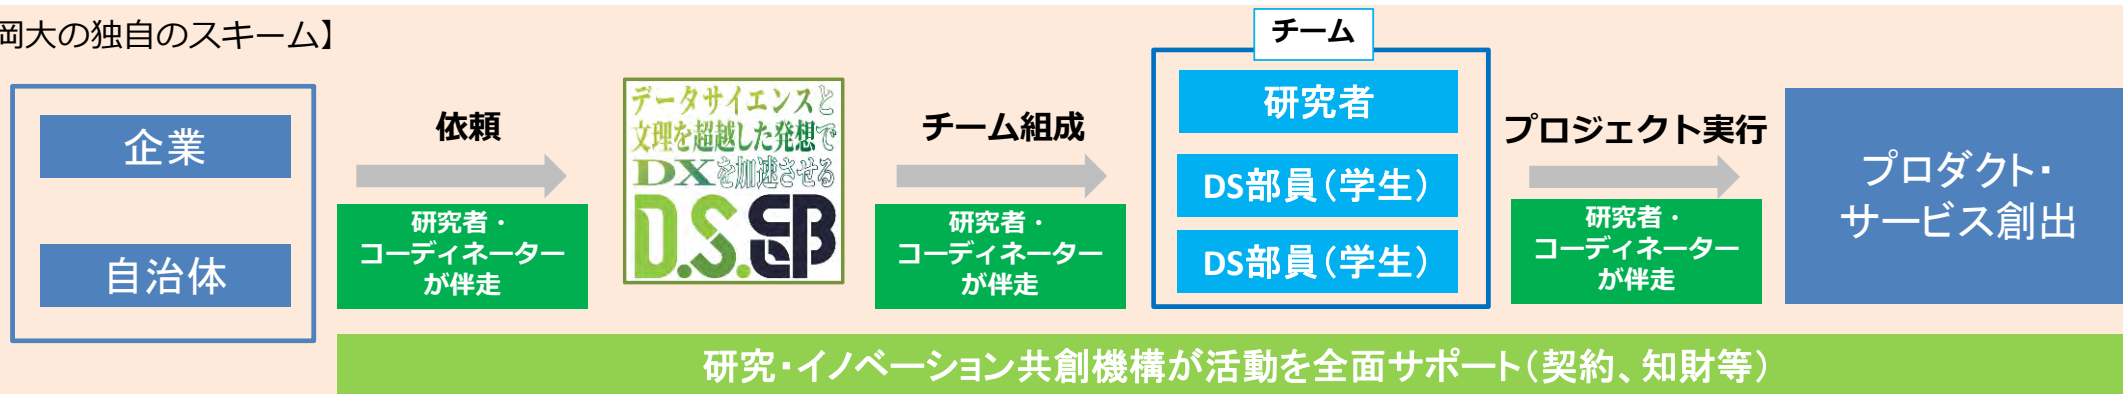 岡大の独自のスキーム】
企業
自治体
依頼
研究者・
コーディネーター
が伴走
データサイエンスと
文理を超越した発想で
DXを加速させる
D.S.
チーム組成
研究者・
コーディネーター
が伴走
チーム
研究者
DS部員（学生）
DS部員（学生）
プロジェクト実行
研究者・
コーディネーター
が伴走
プロダクト・
サービス創出
研究・イノベーション共創機構が活動を全面サポート（契約、知財等）